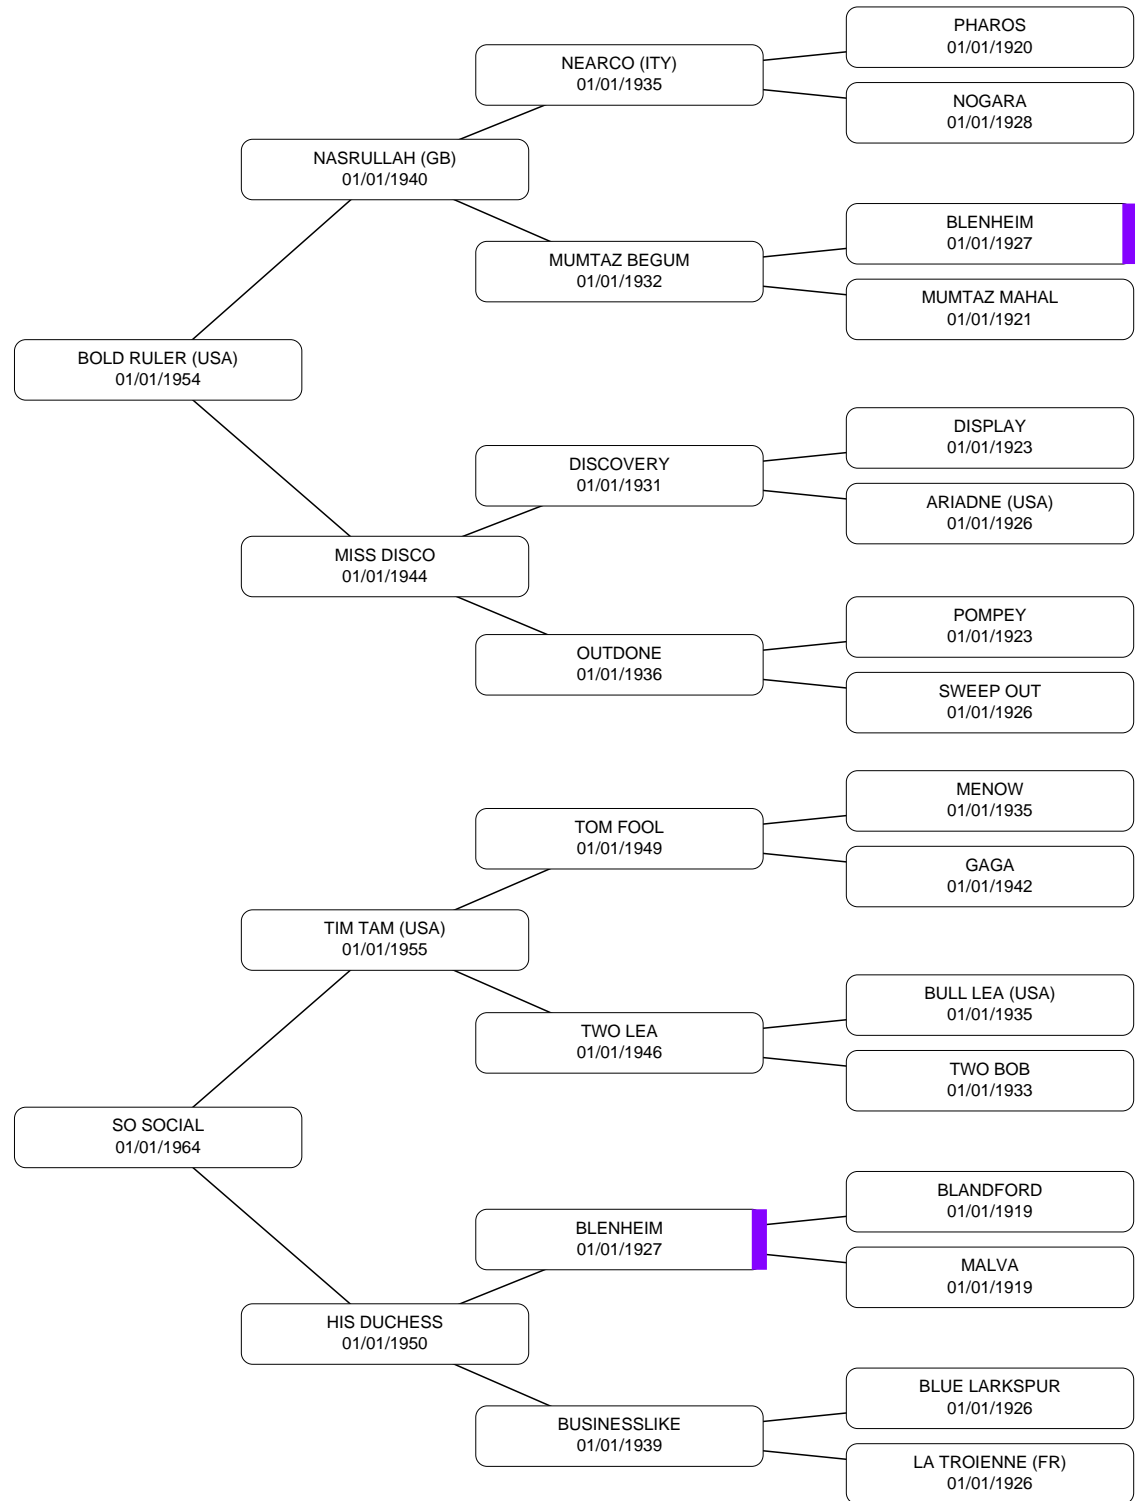 PHAROS
01/01/1920
NEARCO (ITY)
01/01/1935
NOGARA
01/01/1928
NASRULLAH (GB)
01/01/1940
BLENHEIM
01/01/1927
MUMTAZ BEGUM
01/01/1932
MUMTAZ MAHAL
01/01/1921
BOLD RULER (USA)
01/01/1954
DISPLAY
01/01/1923
DISCOVERY
01/01/1931
ARIADNE (USA)
01/01/1926
MISS DISCO
01/01/1944
POMPEY
01/01/1923
OUTDONE
01/01/1936
SWEEP OUT
01/01/1926
MENOW
01/01/1935
TOM FOOL
01/01/1949
GAGA
01/01/1942
TIM TAM (USA)
01/01/1955
BULL LEA (USA)
01/01/1935
TWO LEA
01/01/1946
TWO BOB
01/01/1933
SO SOCIAL
01/01/1964
BLANDFORD
01/01/1919
BLENHEIM
01/01/1927
MALVA
01/01/1919
HIS DUCHESS
01/01/1950
BLUE LARKSPUR
01/01/1926
BUSINESSLIKE
01/01/1939
LA TROIENNE (FR)
01/01/1926